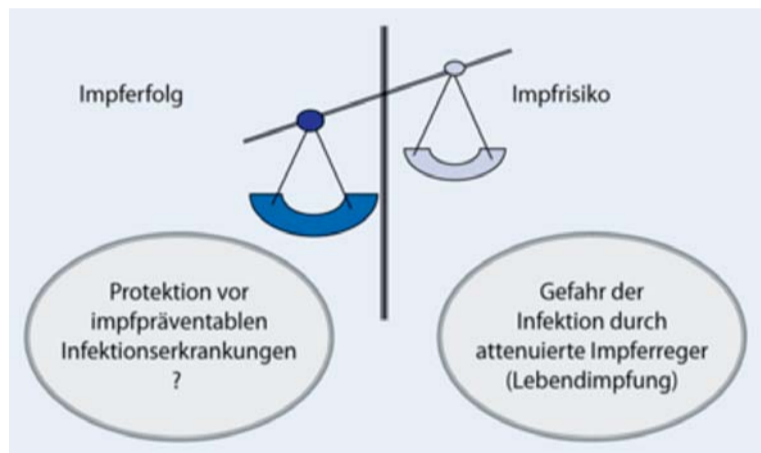 Impferfolg
Impfrisiko
Protektion vor
impfpräventablen
Infektionserkrankungen
?
Gefahr der
Infektion durch
attenuierte Impferreger
(Lebendimpfung)